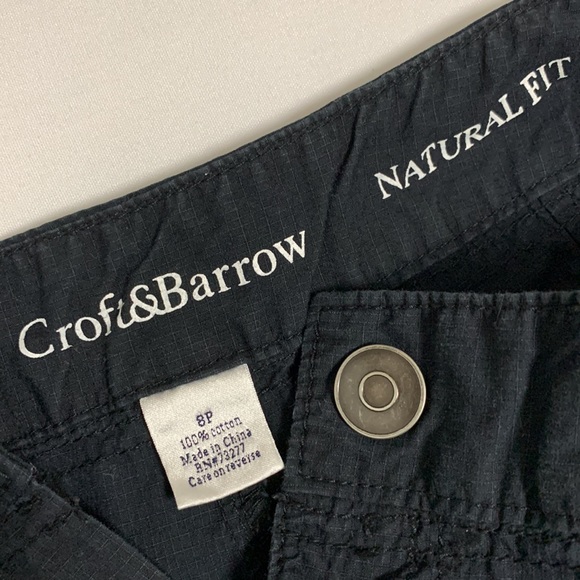 Croft&Barrow
NATURAL FIT
8P
100% cotton
Made in China
RN#73277
Care on reverse